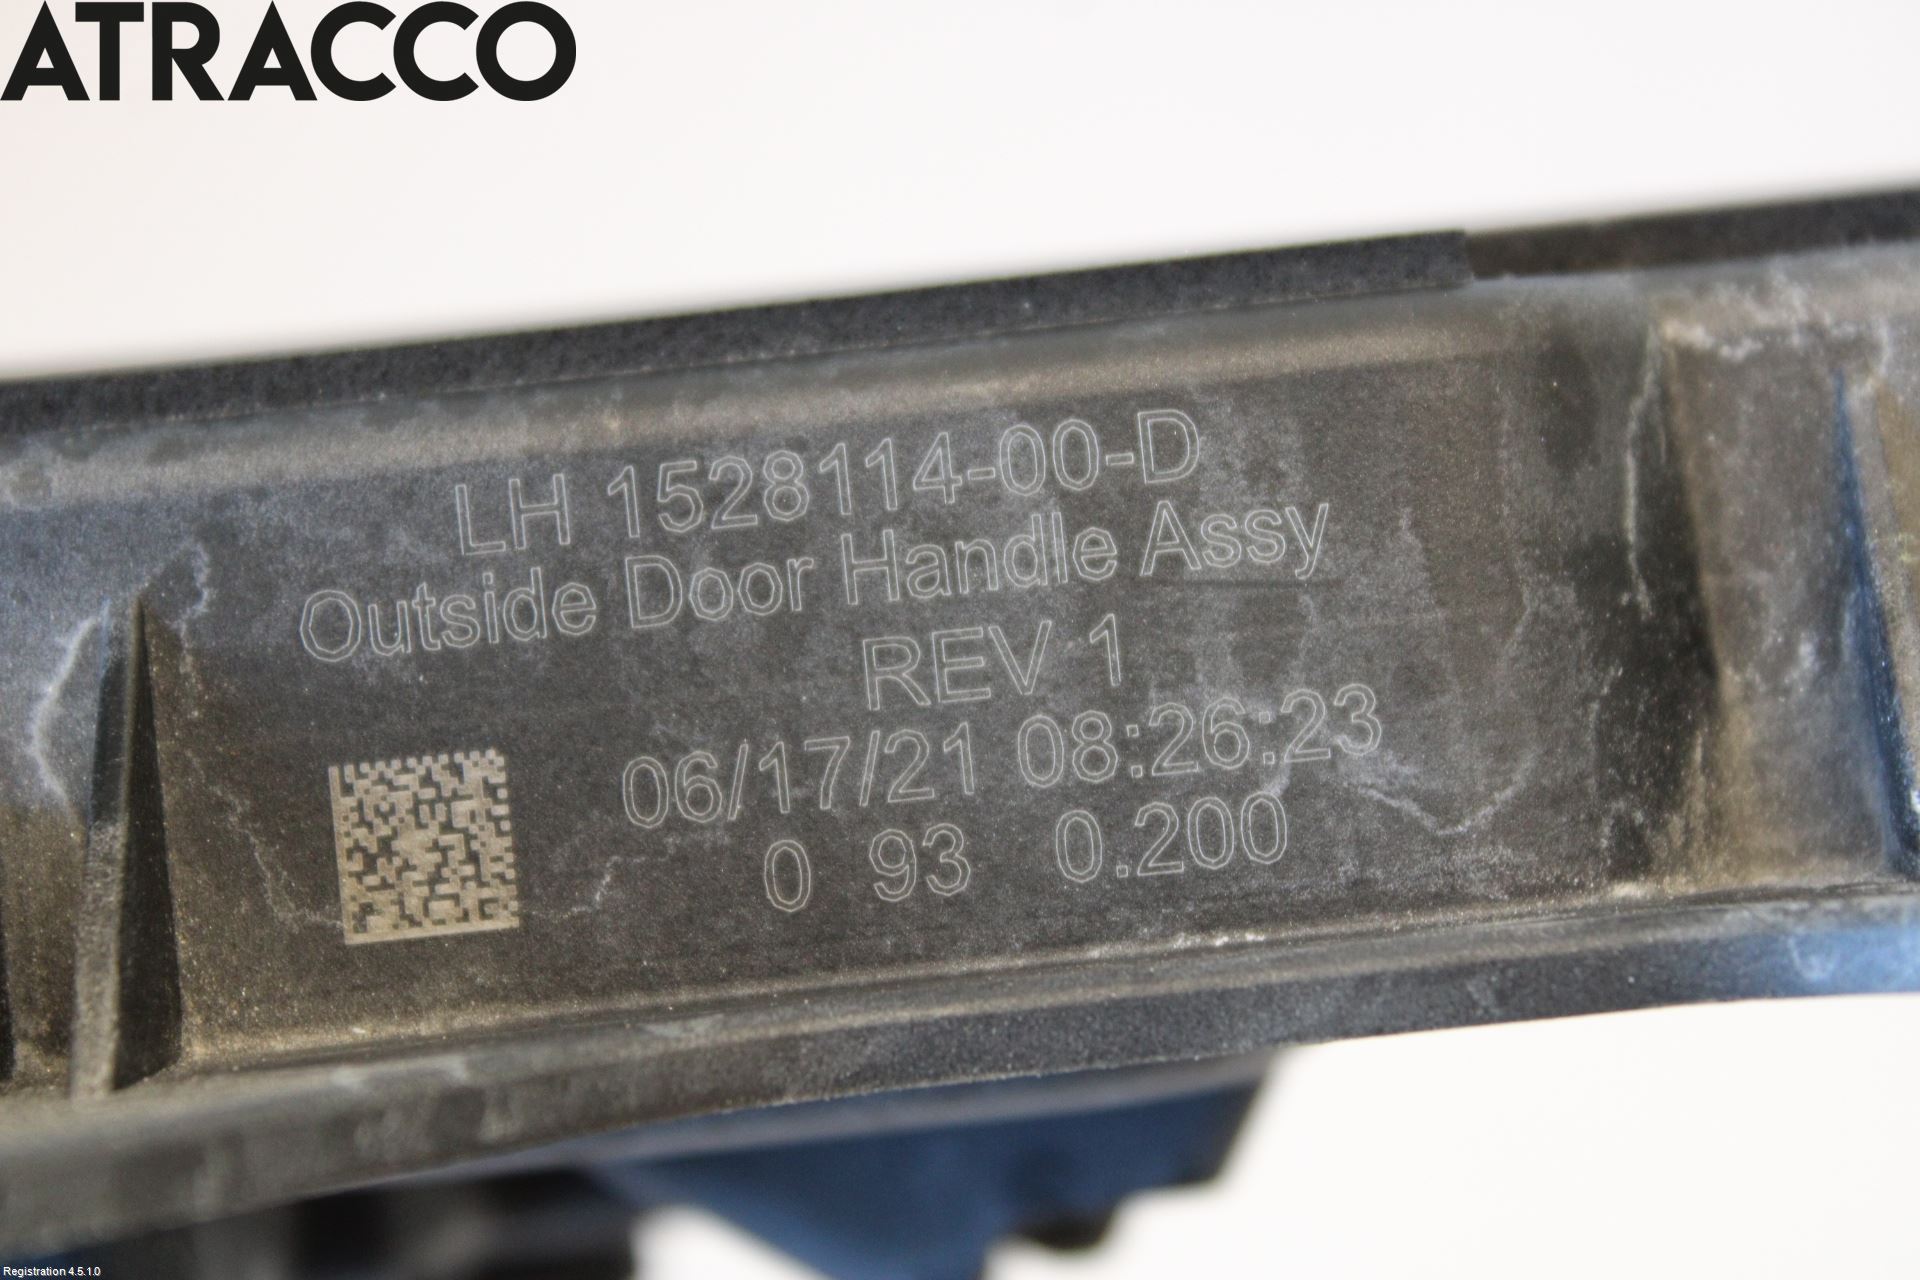 ATRACCO
LH 1528114-00-D
Outside Door Handle Assy
REV 1
06/17/21 08:26:23
0 93 0.200
Registration 4.5.1.0